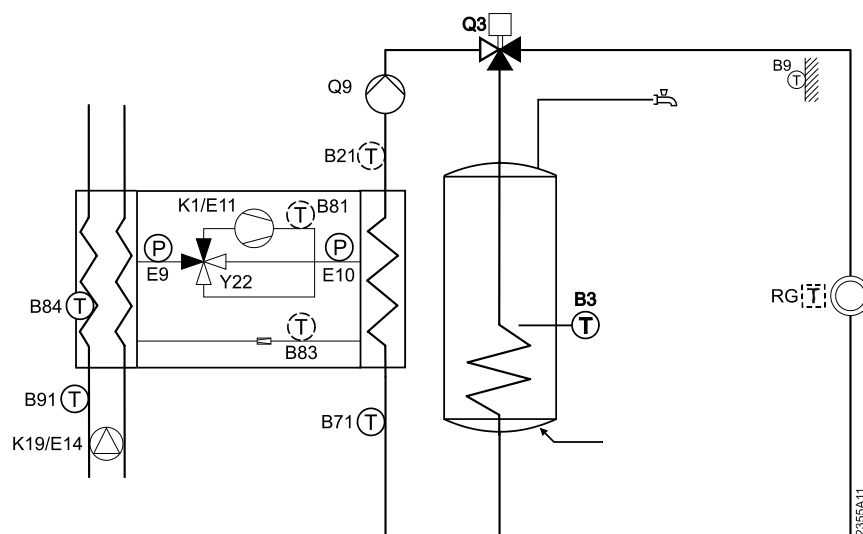 Q3
B9
T
Q9
B21 T
K1/E11
T B81
P
P
E9
Y22
E10
B84 T
B3
T
RG T
T
B83
B91 T
B71 T
K19/E14
2355A11